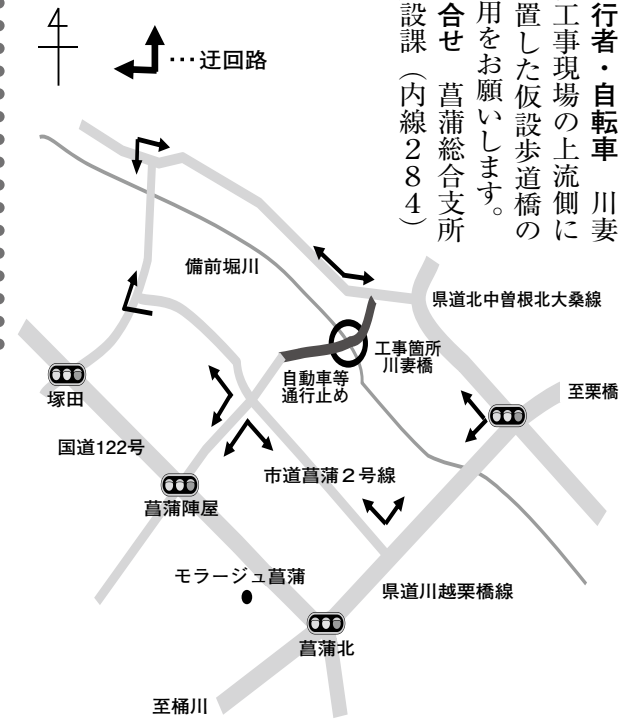 行者・自転車　川妻
工事現場の上流側に
置した仮設歩道橋の
用をお願いします。
合せ　菖蒲総合支所
設課（内線２８４）
4
…迂回路
備前堀川
県道北中曽根北大桑線
工事箇所
川妻橋
自動車等
通行止め
至栗橋
塚田
国道122号
市道菖蒲２号線
菖蒲陣屋
モラージュ菖蒲
県道川越栗橋線
菖蒲北
至桶川